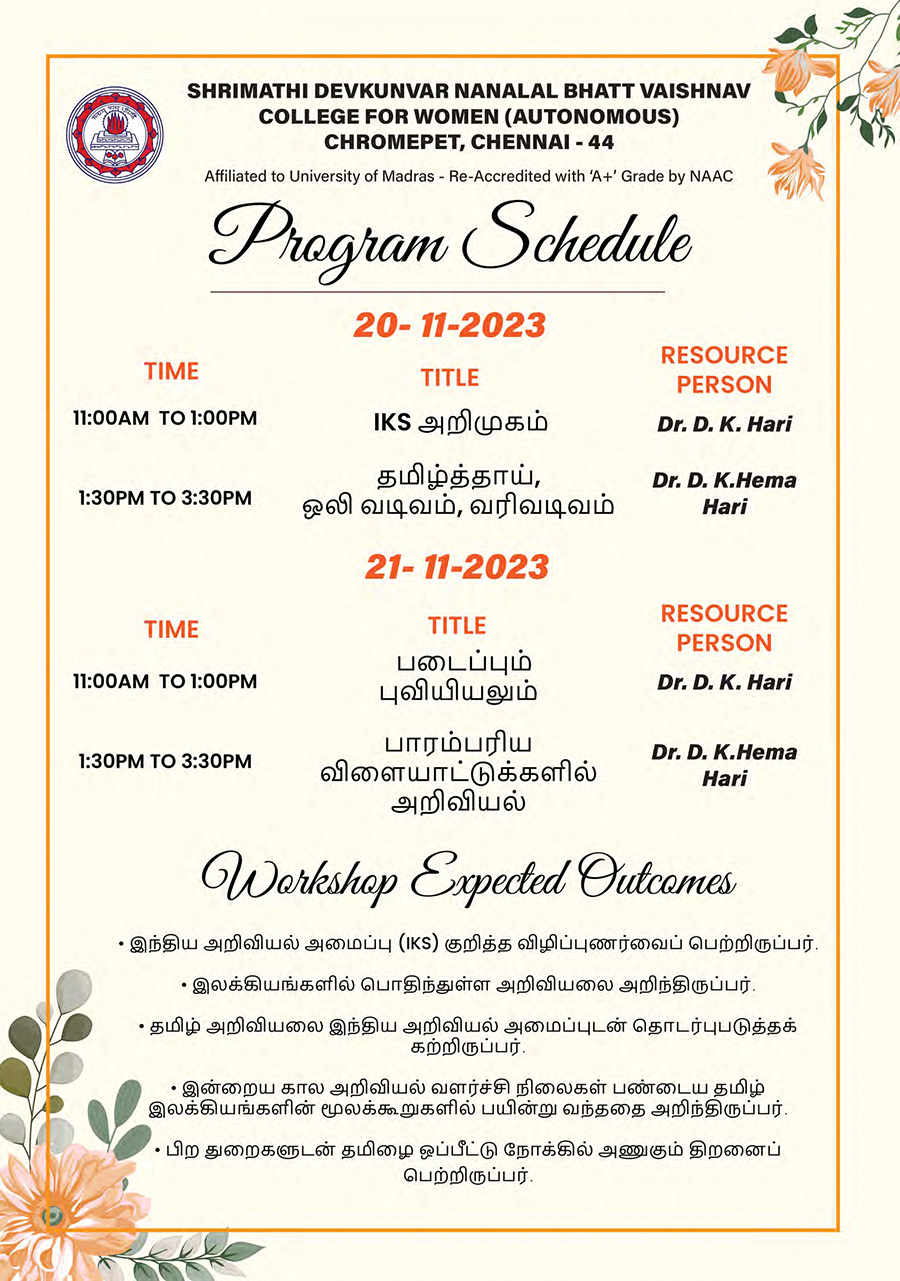 SHRIMATHI DEVKUNVAR NANALAL BHATT VAISHNAV
COLLEGE FOR WOMEN (AUTONOMOUS)
CHROMEPET, CHENNAI - 44
Affiliated to University of Madras - Re-Accredited with ‘A+’ Grade by NAAC
Program Schedule
20- 11-2023
TIME
TITLE
RESOURCE
PERSON
11:00AM TO 1:00PM
IKS அறிமுகம்
Dr. D. K. Hari
1:30PM TO 3:30PM
தமிழ்த்தாய்,
ஒலி வடிவம், வரிவடிவம்
Dr. D. K.Hema
Hari
21- 11-2023
TIME
TITLE
RESOURCE
PERSON
11:00AM TO 1:00PM
படைப்பும்
புவியியலும்
Dr. D. K. Hari
1:30PM TO 3:30PM
பாரம்பரிய
விளையாட்டுக்களில்
அறிவியல்
Dr. D. K.Hema
Hari
Workshop Expected Outcomes
• இந்திய அறிவியல் அமைப்பு (IKS) குறித்த விழிப்புணர்வைப் பெற்றிருப்பர்.
• இலக்கியங்களில் பொதிந்துள்ள அறிவியலை அறிந்திருப்பர்.
• தமிழ் அறிவியலை இந்திய அறிவியல் அமைப்புடன் தொடர்புபடுத்தக்
கற்றிருப்பர்.
• இன்றைய கால அறிவியல் வளர்ச்சி நிலைகள் பண்டைய தமிழ்
இலக்கியங்களின் மூலக்கூறுகளில் பயின்று வந்ததை அறிந்திருப்பர்.
• பிற துறைகளுடன் தமிழை ஒப்பீட்டு நோக்கில் அணுகும் திறனைப்
பெற்றிருப்பர்.